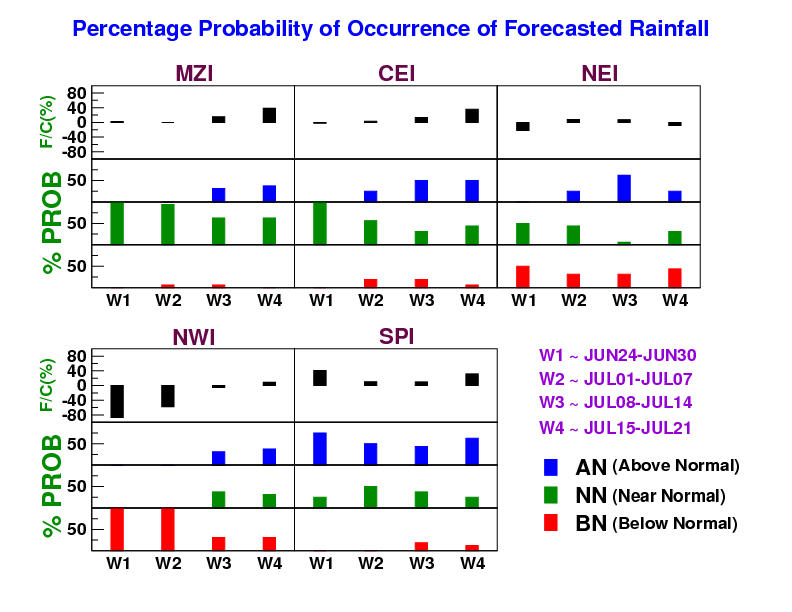 Percentage Probability of Occurrence of Forecasted Rainfall
MZI CEI NEI
F/C(%)
80
40
0
-40
-80
% PROB
50
50
50
W1 W2 W3 W4 W1 W2 W3 W4 W1 W2 W3 W4
NWI SPI
F/C(%)
80
40
0
-40
-80
% PROB
50
50
50
W1 W2 W3 W4 W1 W2 W3 W4
W1 ~ JUN24-JUN30
W2 ~ JUL01-JUL07
W3 ~ JUL08-JUL14
W4 ~ JUL15-JUL21
AN (Above Normal)
NN (Near Normal)
BN (Below Normal)